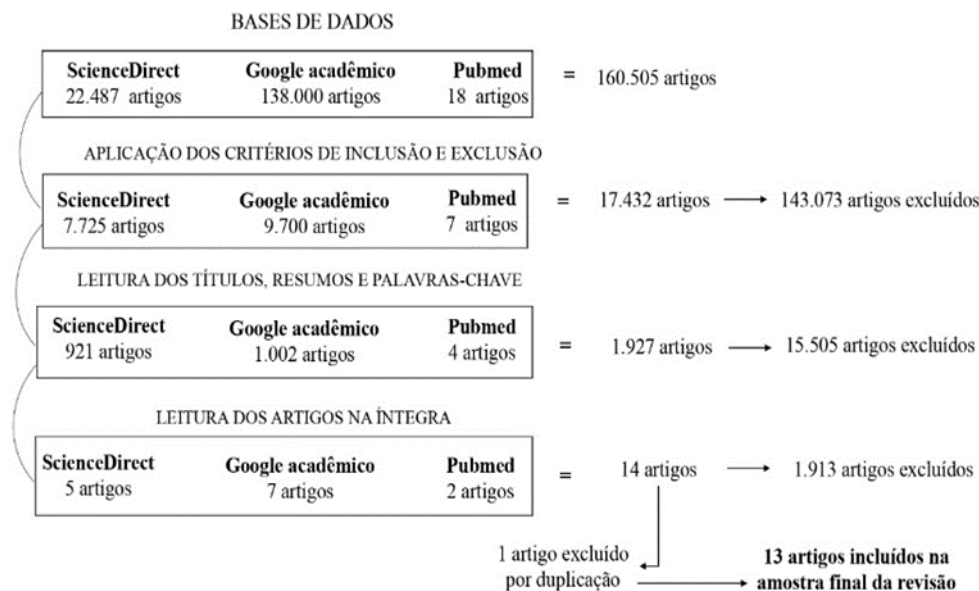 BASES DE DADOS
ScienceDirect Google acadêmico Pubmed
22.487 artigos 138.000 artigos 18 artigos = 160.505 artigos
APLICAÇÃO DOS CRITÉRIOS DE INCLUSÃO E EXCLUSÃO
ScienceDirect Google acadêmico Pubmed
7.725 artigos 9.700 artigos 7 artigos = 17.432 artigos → 143.073 artigos excluídos
LEITURA DOS TÍTULOS, RESUMOS E PALAVRAS-CHAVE
ScienceDirect Google acadêmico Pubmed
921 artigos 1.002 artigos 4 artigos = 1.927 artigos → 15.505 artigos excluídos
LEITURA DOS ARTIGOS NA ÍNTEGRA
ScienceDirect Google acadêmico Pubmed
5 artigos 7 artigos 2 artigos = 14 artigos → 1.913 artigos excluídos
1 artigo excluído
por duplicação
13 artigos incluídos na
amostra final da revisão